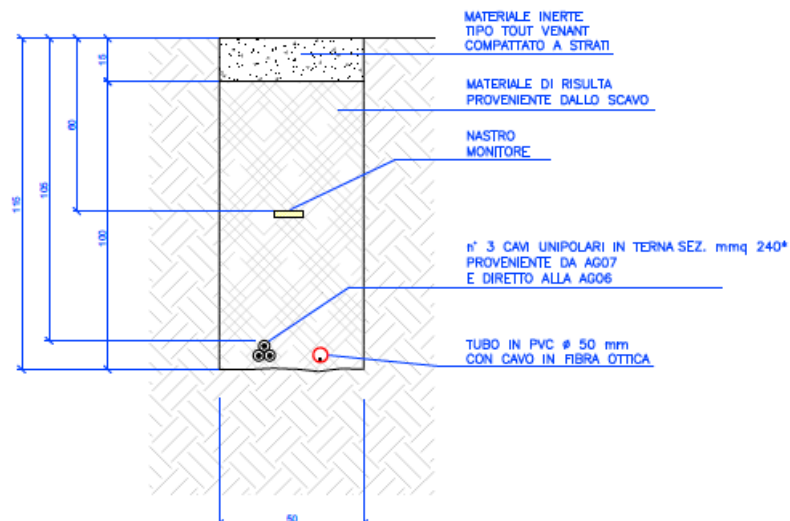 MATERIALE INERTE
TIPO TOUT VENANT
COMPATTATO A STRATI
MATERIALE DI RISULTA
PROVENIENTE DALLO SCAVO
NASTRO
MONITORE
n° 3 CAVI UNIPOLARI IN TERNA SEZ. mmq 240*
PROVENIENTE DA AG07
E DIRETTO ALLA AG06
TUBO IN PVC ø 50 mm
CON CAVO IN FIBRA OTTICA
15
60
105
115
100
50